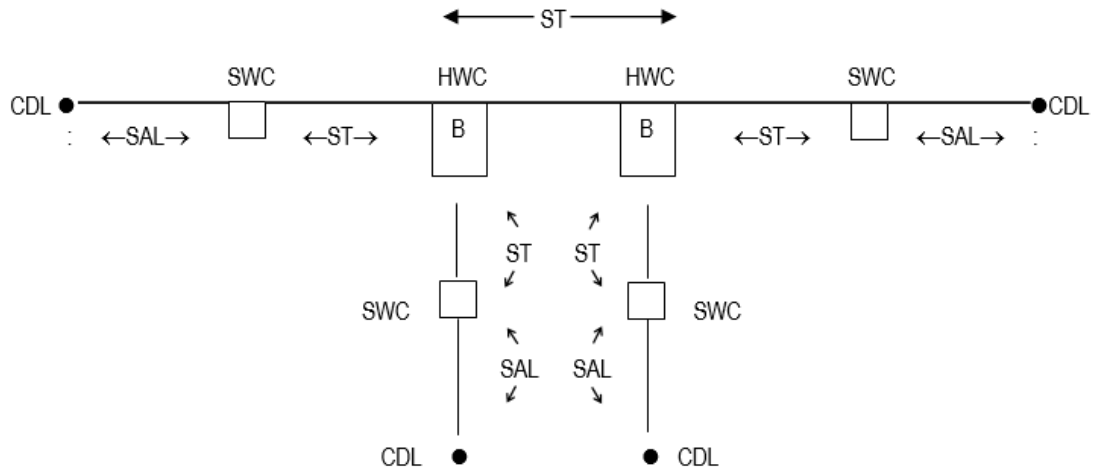 ←ST→
SWC HWC HWC SWC
CDL CDL
: ←SAL→ ←ST→ B B ←ST→ ←SAL→ :
ST ST
SWC SWC
SAL SAL
CDL CDL